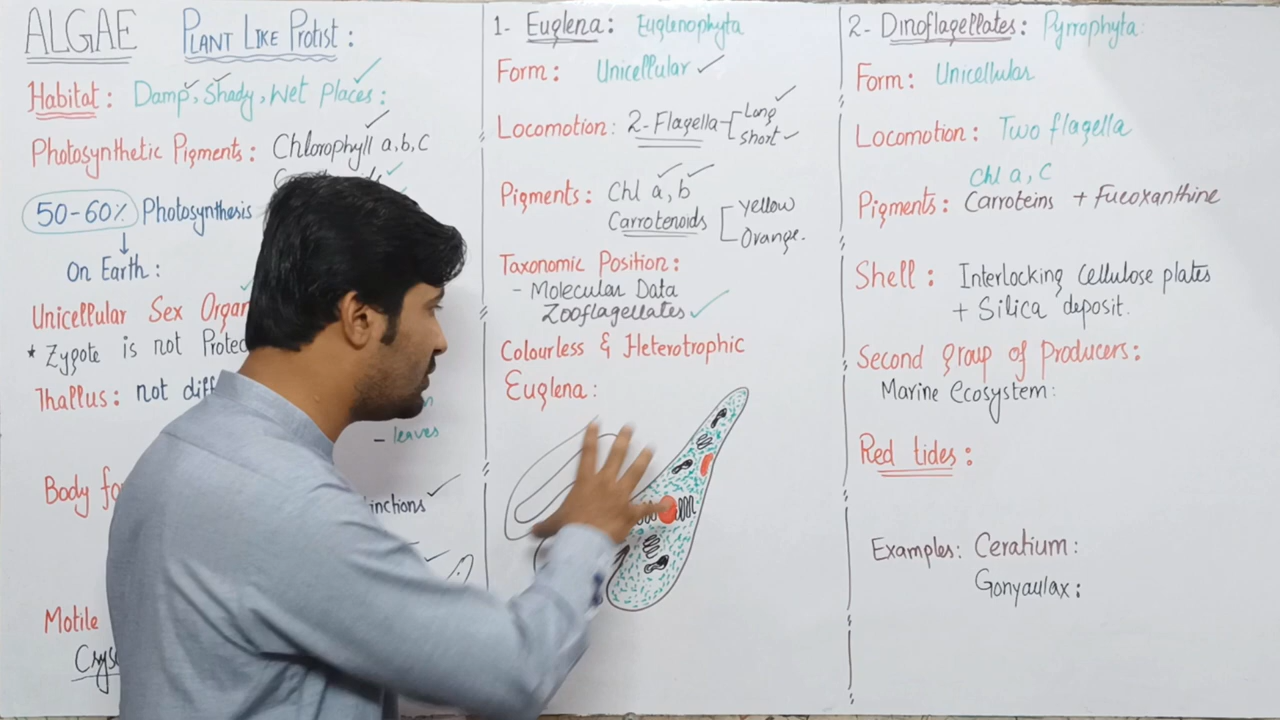 ALGAE PLANT LIKE Protist :
Habitat : Damp, Shady, Wet Places :
Photosynthetic Pigments : Chlorophyll a,b,c
50-60% Photosynthesis
On Earth :
Unicellular Sex Organ
* Zygote is not Protec
Thallus : not diff
- leaves
Body fo
inctions
Motile
Crys
1- Euglena : Euglenophyta
Form : Unicellular
Locomotion : 2-Flagella
Long
Short
Pigments : Chl a, b
Carrotenoids
yellow
Orange.
Taxonomic Position :
- Molecular Data
Zooflagellates
Colourless & Heterotrophic
Euglena :
2- Dinoflagellates : Pyrrophyta :
Form : Unicellular
Locomotion : Two flagella
Chl a, C
Pigments : Carroteins + Fucoxanthine
Shell : Interlocking Cellulose plates
+ Silica deposit.
Second group of Producers :
Marine Ecosystem :
Red tides :
Examples : Ceratium :
Gonyaulax :